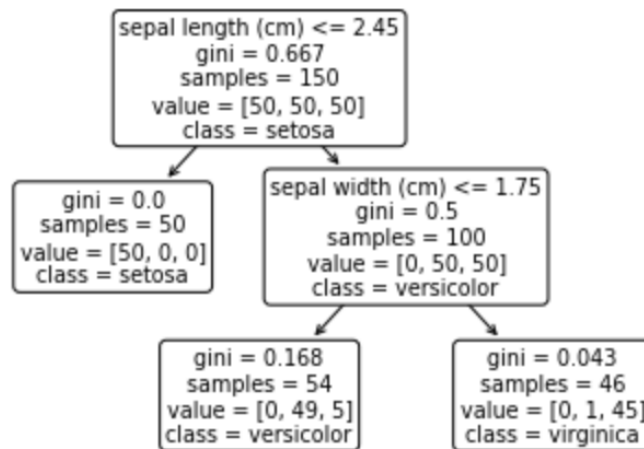 sepal length (cm) <= 2.45
gini = 0.667
samples = 150
value = [50, 50, 50]
class = setosa
gini = 0.0
samples = 50
value = [50, 0, 0]
class = setosa
sepal width (cm) <= 1.75
gini = 0.5
samples = 100
value = [0, 50, 50]
class = versicolor
gini = 0.168
samples = 54
value = [0, 49, 5]
class = versicolor
gini = 0.043
samples = 46
value = [0, 1, 45]
class = virginica